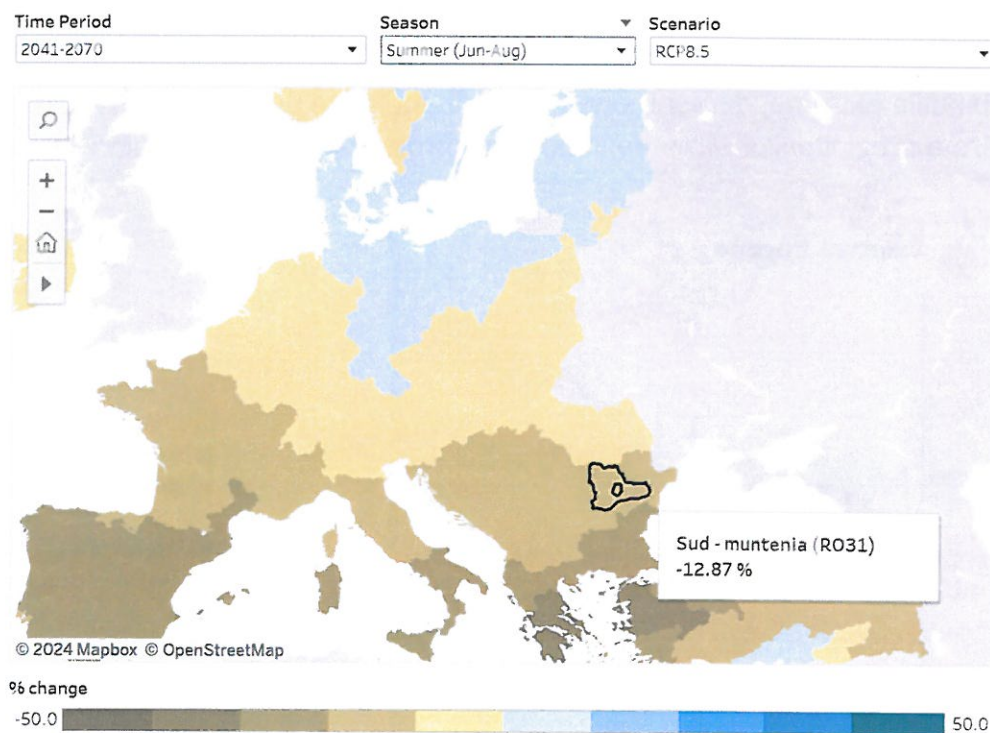 Time Period
Season
Scenario
2041-2070
Summer (Jun-Aug)
RCP8.5
+
−
Sud - muntenia (RO31)
-12.87 %
© 2024 Mapbox © OpenStreetMap
% change
-50.0
50.0